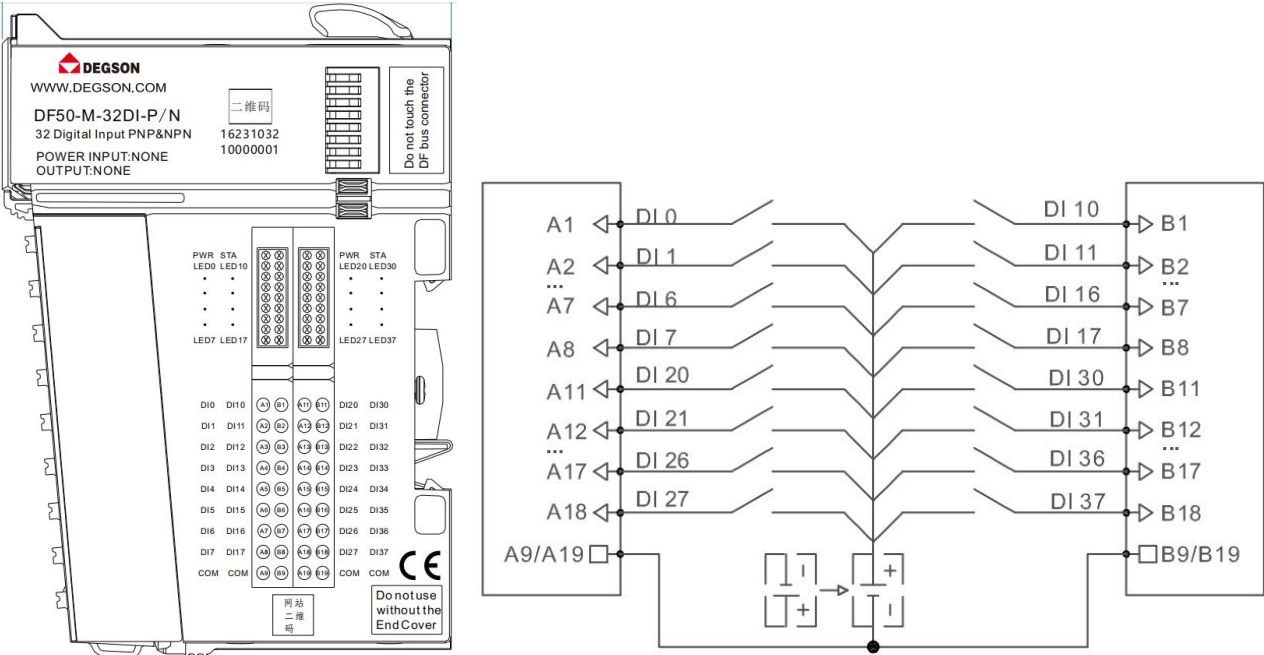 DEGSON
WWW.DEGSON.COM
DF50-M-32DI-P/N
32 Digital Input PNP&NPN
POWER INPUT:NONE
OUTPUT:NONE
二维码
16231032
10000001
Do not touch the
DF bus connector
PWR STA PWR STA
LED0 LED10 LED20 LED30
LED7 LED17 LED27 LED37
DI0 DI10 A1 B1 A11 B11 DI20 DI30
DI1 DI11 A2 B2 A12 B12 DI21 DI31
DI2 DI12 A3 B3 A13 B13 DI22 DI32
DI3 DI13 A4 B4 A14 B14 DI23 DI33
DI4 DI14 A5 B5 A15 B15 DI24 DI34
DI5 DI15 A6 B6 A16 B16 DI25 DI35
DI6 DI16 A7 B7 A17 B17 DI26 DI36
DI7 DI17 A8 B8 A18 B18 DI27 DI37
COM COM A9 B9 A19 B19 COM COM
CE
网站
二维
码
Do not use
without the
End Cover
A1 DI 0 DI 10 B1
A2 DI 1 DI 11 B2
... ...
A7 DI 6 DI 16 B7
A8 DI 7 DI 17 B8
A11 DI 20 DI 30 B11
A12 DI 21 DI 31 B12
... ...
A17 DI 26 DI 36 B17
A18 DI 27 DI 37 B18
A9/A19 B9/B19
− +
+ −